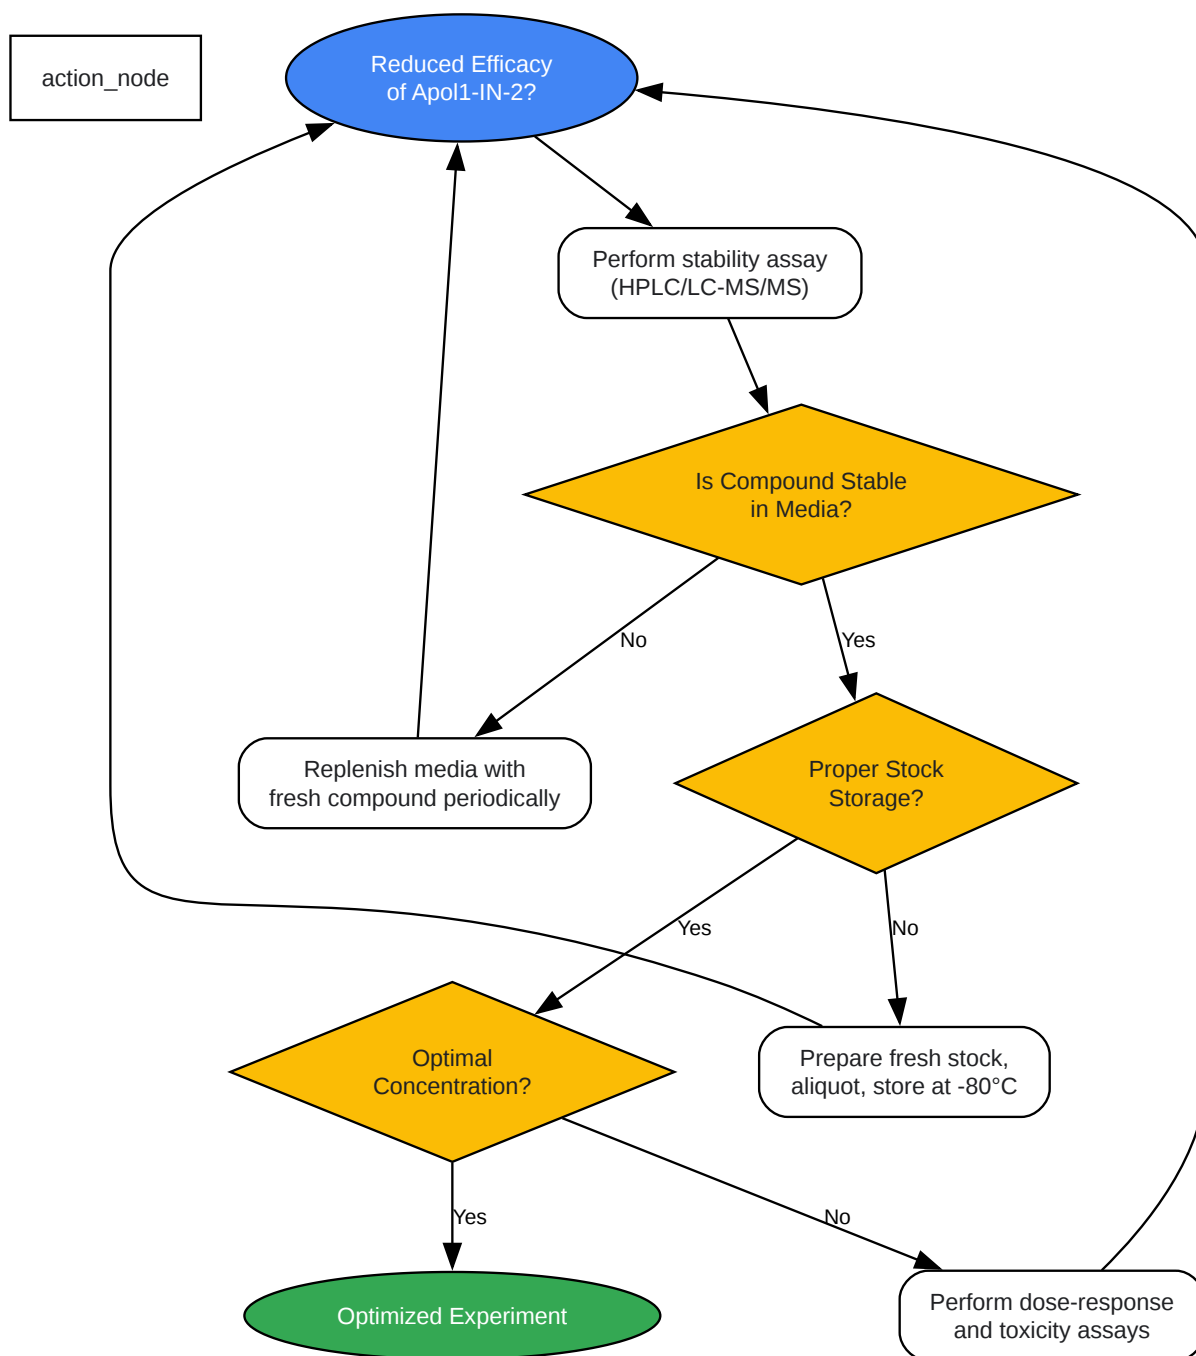 action_node
Reduced Efficacy
of Apol1-IN-2?
Perform stability assay
(HPLC/LC-MS/MS)
Is Compound Stable
in Media?
No
Yes
Replenish media with
fresh compound periodically
Proper Stock
Storage?
Yes
No
Optimal
Concentration?
Prepare fresh stock,
aliquot, store at -80°C
Yes
No
Optimized Experiment
Perform dose-response
and toxicity assays